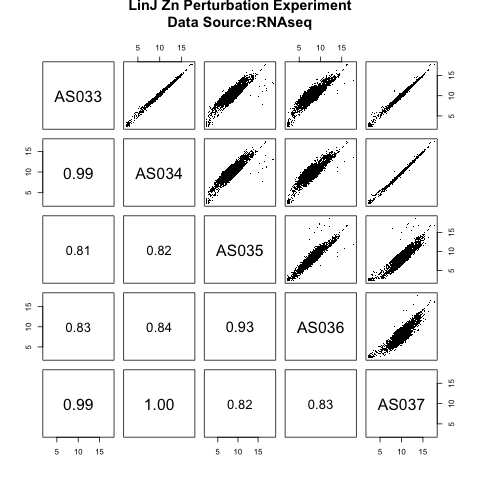 LinJ Zn Perturbation Experiment
Data Source:RNAseq
5 10 15
5 10 15
AS033
5 10 15
5 10 15
0.99
AS034
0.81
0.82
AS035
5 10 15
5 10 15
0.83
0.84
0.93
AS036
0.99
1.00
0.82
0.83
AS037
5 10 15
5 10 15
5 10 15
5 10 15